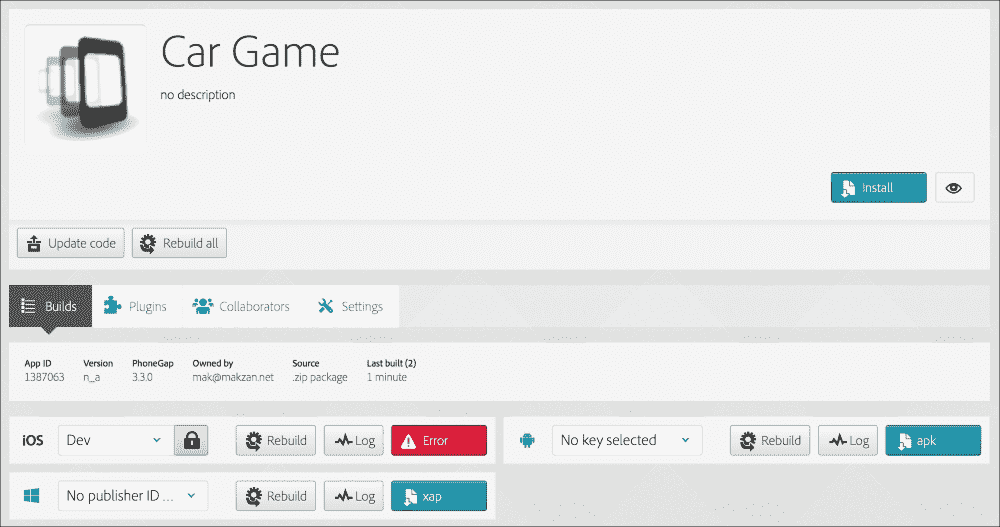 Car Game
no description
Install
Update code Rebuild all
Builds Plugins Collaborators Settings
App ID Version PhoneGap Owned by Source Last built (2)
1387063 n_a 3.3.0 mak@makzan.net .zip package 1 minute
iOS Dev Rebuild Log Error No key selected Rebuild Log apk
No publisher ID ... Rebuild Log xap